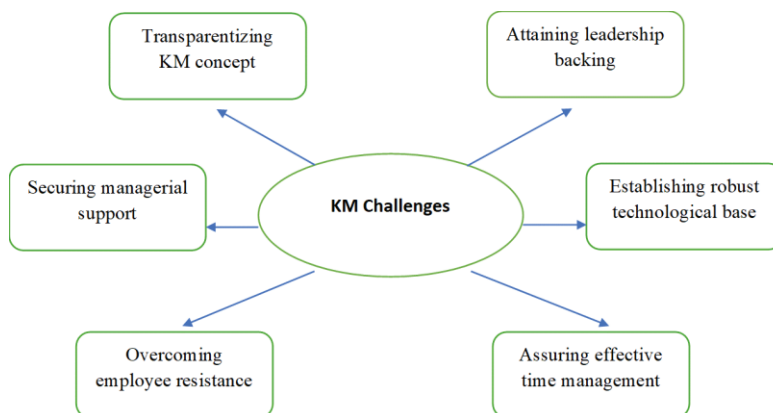 Transparentizing
KM concept
Attaining leadership
backing
Securing managerial
support
KM Challenges
Establishing robust
technological base
Overcoming
employee resistance
Assuring effective
time management